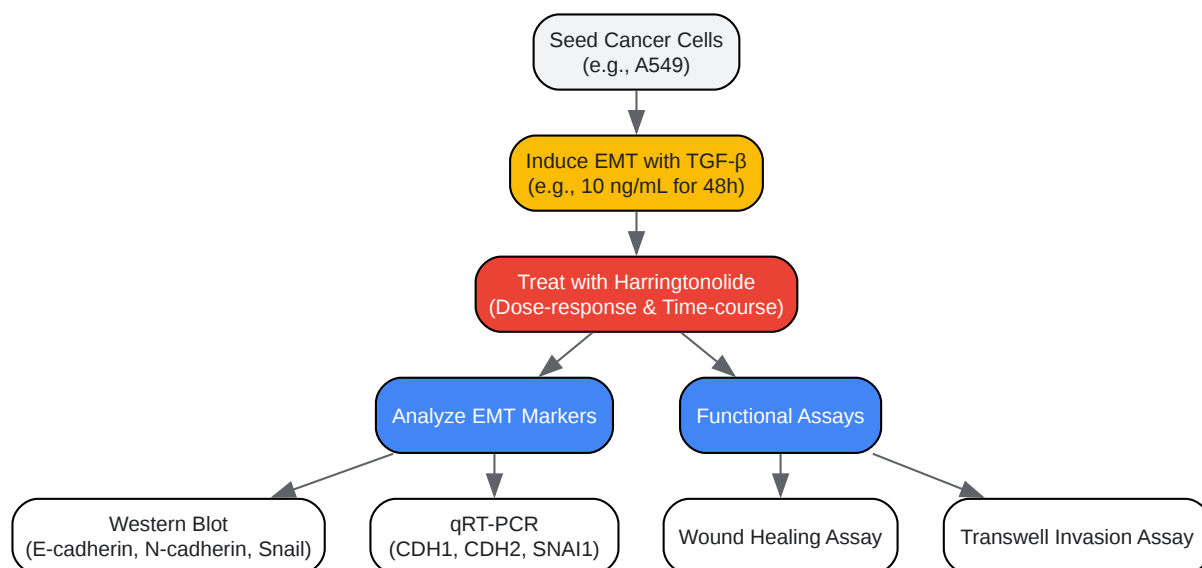 Seed Cancer Cells
(e.g., A549)
Induce EMT with TGF-β
(e.g., 10 ng/mL for 48h)
Treat with Harringtonolide
(Dose-response & Time-course)
Analyze EMT Markers
Functional Assays
Western Blot
(E-cadherin, N-cadherin, Snail)
qRT-PCR
(CDH1, CDH2, SNAI1)
Wound Healing Assay
Transwell Invasion Assay